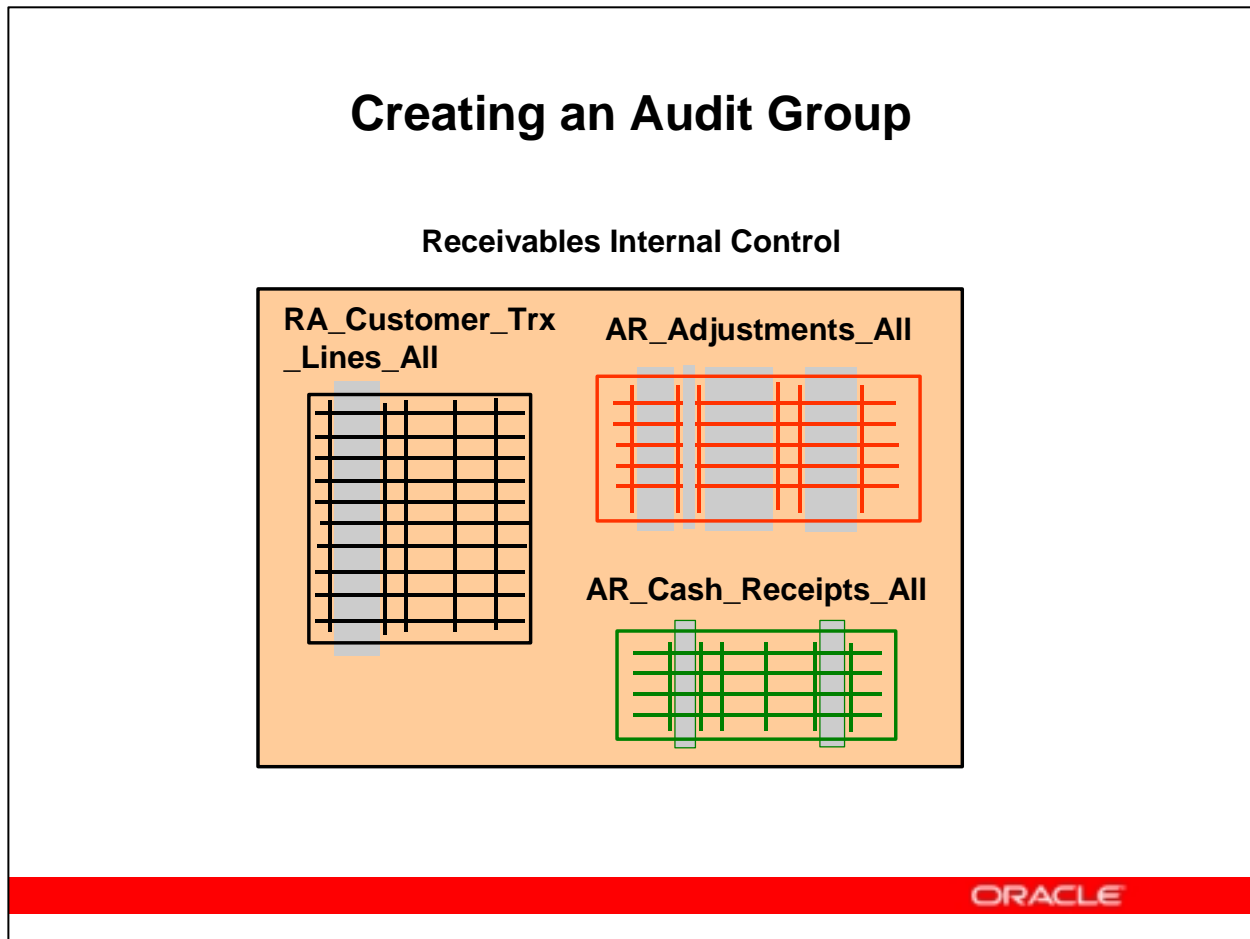 Creating an Audit Group
Receivables Internal Control
RA_Customer_Trx
_Lines_All
AR_Adjustments_All
AR_Cash_Receipts_All
ORACLE